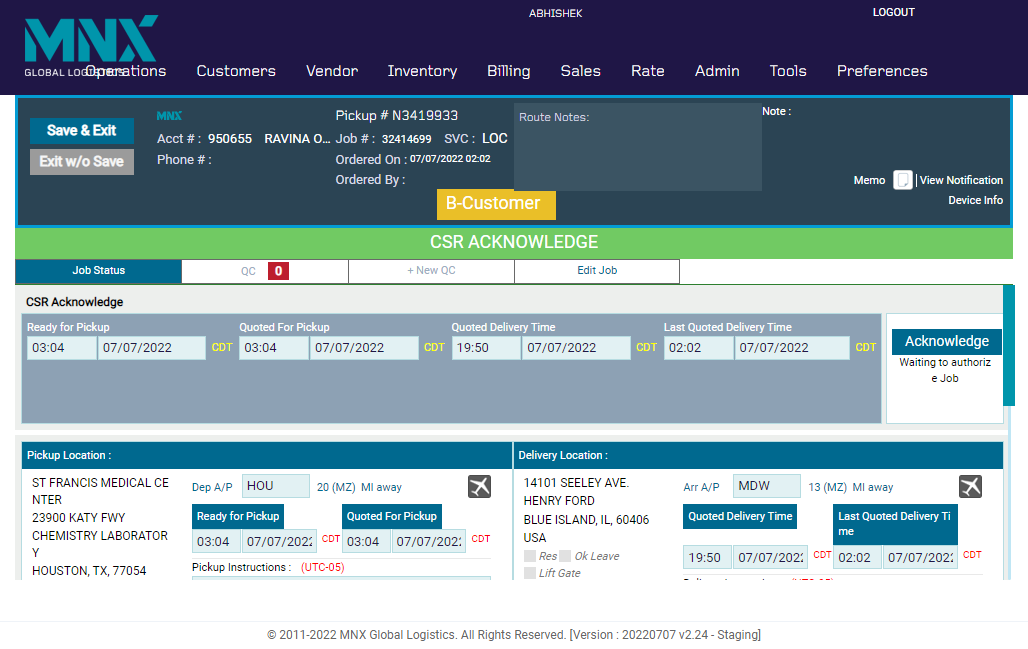 ABHISHEK
LOGOUT
MNX
GLOBAL LOGISTICS
Operations Customers Vendor Inventory Billing Sales Rate Admin Tools Preferences
Save & Exit
Exit w/o Save
MNX
Acct # : 950655 RAVINA O...
Phone # :
Pickup # N3419933
Job # : 32414699 SVC : LOC
Ordered On : 07/07/2022 02:02
Ordered By :
B-Customer
Route Notes:
Note :
Memo | View Notification
Device Info
CSR ACKNOWLEDGE
Job Status QC 0 + New QC Edit Job
CSR Acknowledge
Ready for Pickup Quoted For Pickup Quoted Delivery Time Last Quoted Delivery Time
03:04 07/07/2022 CDT 03:04 07/07/2022 CDT 19:50 07/07/2022 CDT 02:02 07/07/2022 CDT
Acknowledge
Waiting to authoriz
e Job
Pickup Location :
ST FRANCIS MEDICAL CE
NTER
23900 KATY FWY
CHEMISTRY LABORATOR
Y
HOUSTON, TX, 77054
Dep A/P HOU 20 (MZ) MI away
Ready for Pickup Quoted For Pickup
03:04 07/07/2022 CDT 03:04 07/07/2022 CDT
Pickup Instructions : (UTC-05)
Delivery Location :
14101 SEELEY AVE.
HENRY FORD
BLUE ISLAND, IL, 60406
USA
Res Ok Leave
Lift Gate
Arr A/P MDW 13 (MZ) MI away
Quoted Delivery Time Last Quoted Delivery Ti
me
19:50 07/07/2022 CDT 02:02 07/07/2022 CDT
© 2011-2022 MNX Global Logistics. All Rights Reserved. [Version : 20220707 v2.24 - Staging]